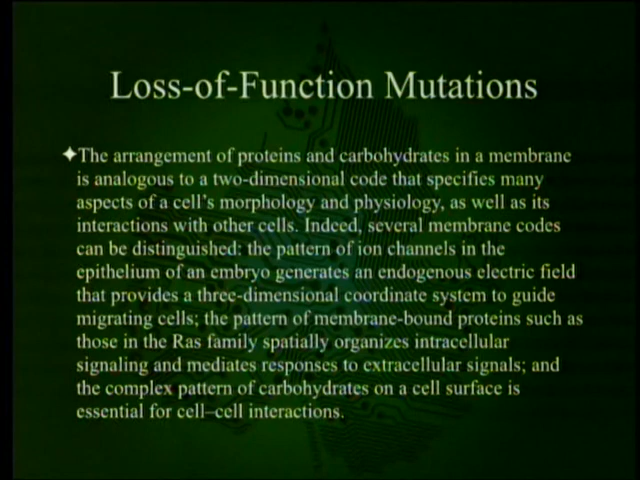 Loss-of-Function Mutations
✦The arrangement of proteins and carbohydrates in a membrane
is analogous to a two-dimensional code that specifies many
aspects of a cell's morphology and physiology, as well as its
interactions with other cells. Indeed, several membrane codes
can be distinguished: the pattern of ion channels in the
epithelium of an embryo generates an endogenous electric field
that provides a three-dimensional coordinate system to guide
migrating cells; the pattern of membrane-bound proteins such as
those in the Ras family spatially organizes intracellular
signaling and mediates responses to extracellular signals; and
the complex pattern of carbohydrates on a cell surface is
essential for cell–cell interactions.